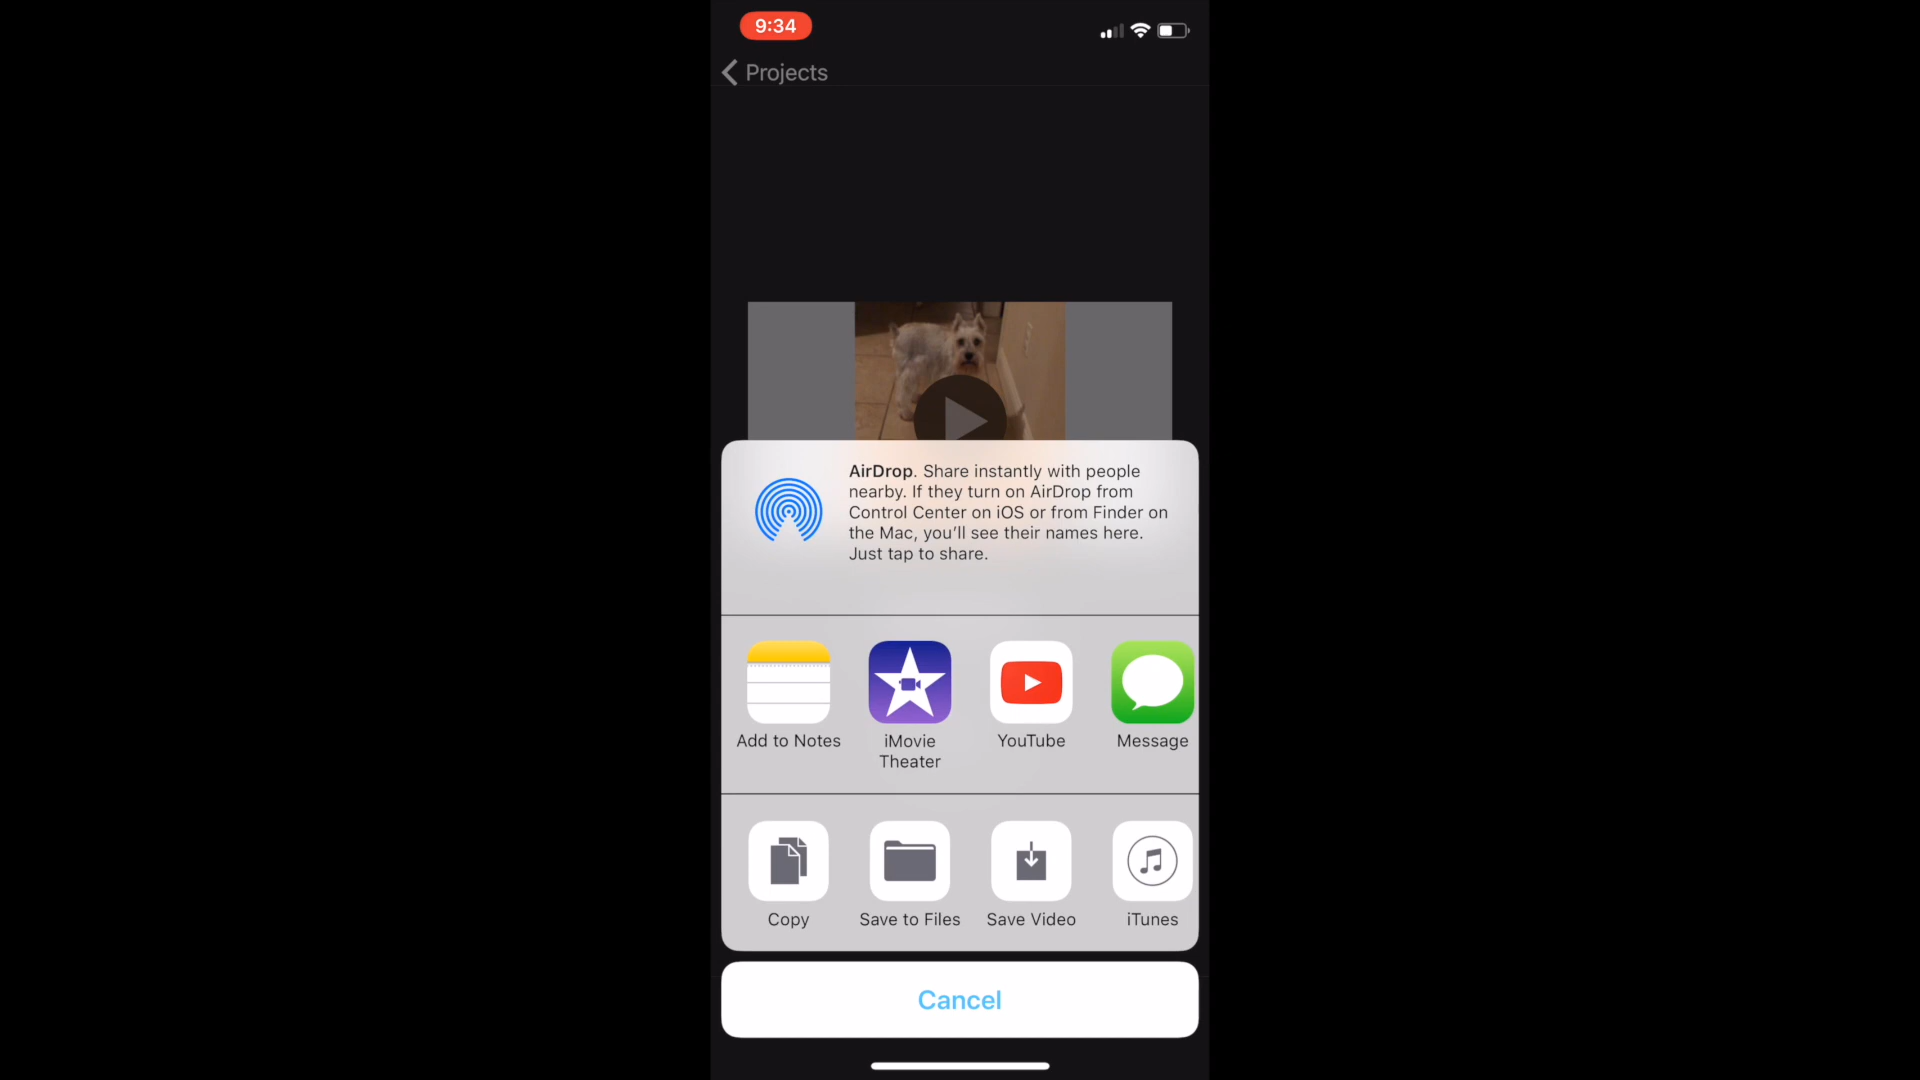 9:34
Projects
AirDrop. Share instantly with people
nearby. If they turn on AirDrop from
Control Center on iOS or from Finder on
the Mac, you’ll see their names here.
Just tap to share.
Add to Notes
iMovie
Theater
YouTube
Message
Copy
Save to Files
Save Video
iTunes
Cancel